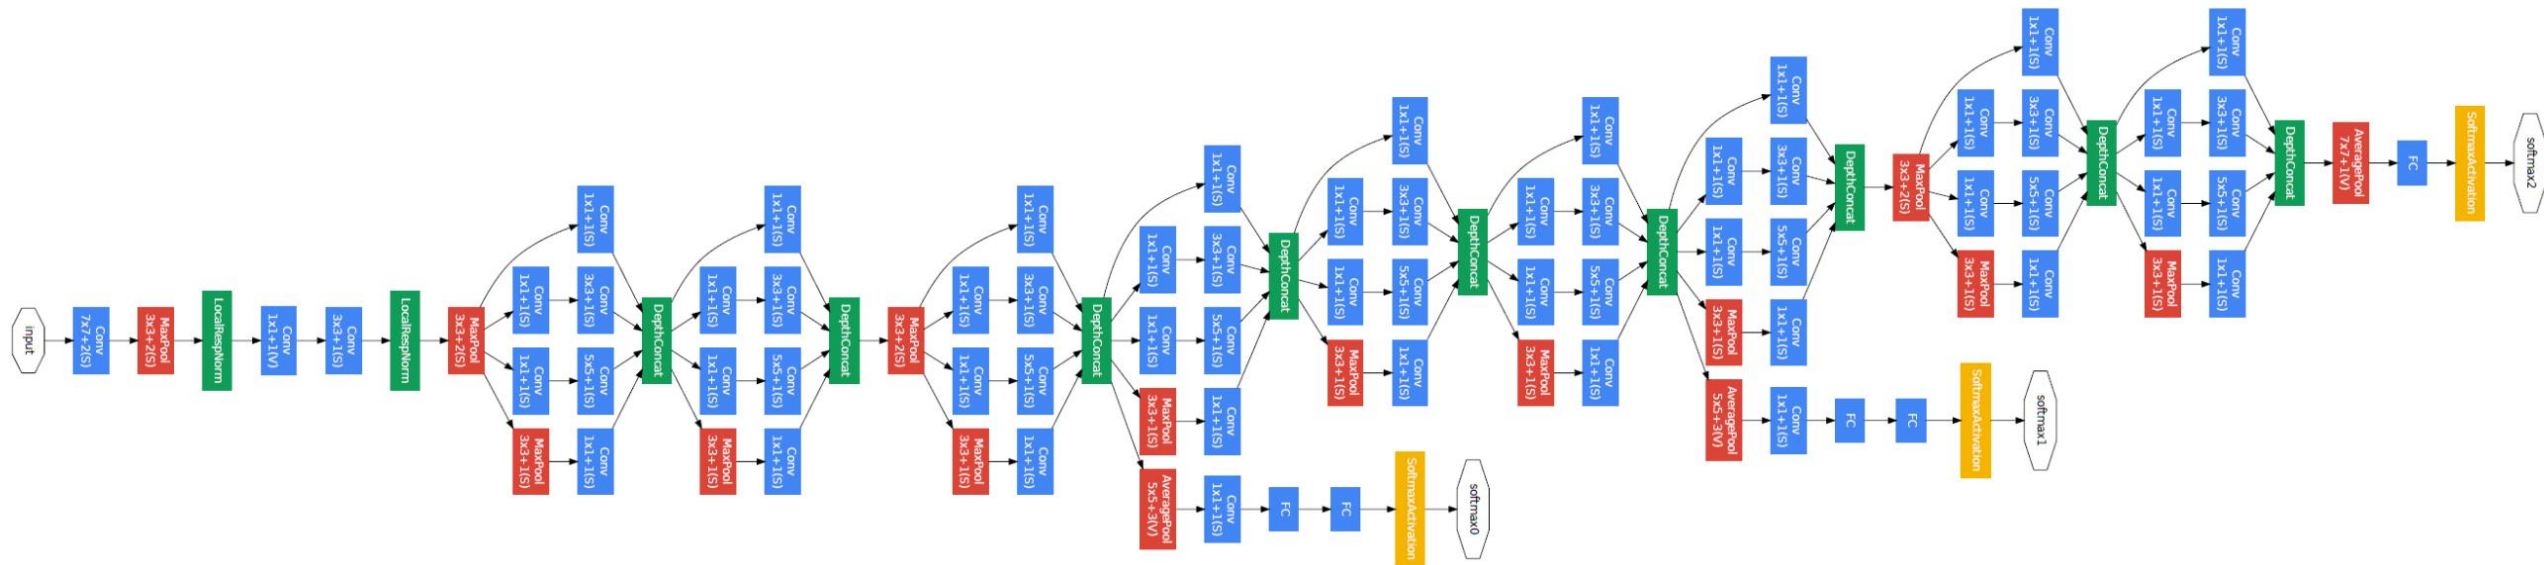 input
Conv
7x7+2(S)
MaxPool
3x3+2(S)
LocalRespNorm
Conv
1x1+1(V)
Conv
3x3+1(S)
LocalRespNorm
MaxPool
3x3+2(S)
Conv
1x1+1(S)
Conv
1x1+1(S)
MaxPool
3x3+1(S)
Conv
1x1+1(S)
Conv
3x3+1(S)
Conv
5x5+1(S)
Conv
1x1+1(S)
DepthConcat
Conv
1x1+1(S)
Conv
1x1+1(S)
MaxPool
3x3+1(S)
Conv
1x1+1(S)
Conv
3x3+1(S)
Conv
5x5+1(S)
Conv
1x1+1(S)
DepthConcat
MaxPool
3x3+2(S)
Conv
1x1+1(S)
Conv
1x1+1(S)
MaxPool
3x3+1(S)
Conv
1x1+1(S)
Conv
3x3+1(S)
Conv
5x5+1(S)
Conv
1x1+1(S)
DepthConcat
Conv
1x1+1(S)
Conv
1x1+1(S)
MaxPool
3x3+1(S)
AveragePool
5x5+3(V)
Conv
1x1+1(S)
Conv
3x3+1(S)
Conv
5x5+1(S)
Conv
1x1+1(S)
Conv
1x1+1(S)
DepthConcat
FC
FC
SoftmaxActivation
softmax0
Conv
1x1+1(S)
Conv
1x1+1(S)
MaxPool
3x3+1(S)
Conv
1x1+1(S)
Conv
3x3+1(S)
Conv
5x5+1(S)
Conv
1x1+1(S)
DepthConcat
Conv
1x1+1(S)
Conv
1x1+1(S)
MaxPool
3x3+1(S)
Conv
1x1+1(S)
Conv
3x3+1(S)
Conv
5x5+1(S)
Conv
1x1+1(S)
DepthConcat
Conv
1x1+1(S)
Conv
1x1+1(S)
MaxPool
3x3+1(S)
AveragePool
5x5+3(V)
Conv
1x1+1(S)
Conv
3x3+1(S)
Conv
5x5+1(S)
Conv
1x1+1(S)
Conv
1x1+1(S)
DepthConcat
FC
FC
SoftmaxActivation
softmax1
MaxPool
3x3+2(S)
Conv
1x1+1(S)
Conv
1x1+1(S)
MaxPool
3x3+1(S)
Conv
1x1+1(S)
Conv
3x3+1(S)
Conv
5x5+1(S)
Conv
1x1+1(S)
DepthConcat
Conv
1x1+1(S)
Conv
1x1+1(S)
MaxPool
3x3+1(S)
Conv
1x1+1(S)
Conv
3x3+1(S)
Conv
5x5+1(S)
Conv
1x1+1(S)
DepthConcat
AveragePool
7x7+1(V)
FC
SoftmaxActivation
softmax2